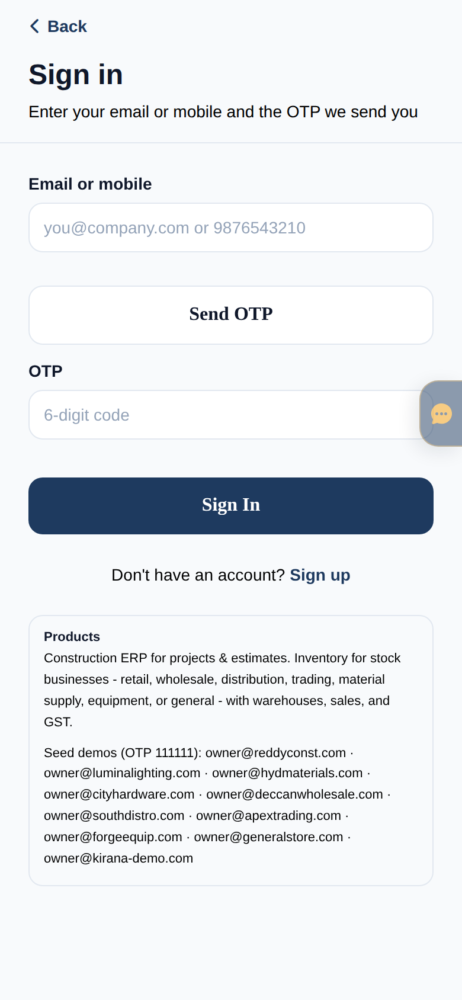 Back
Sign in
Enter your email or mobile and the OTP we send you
Email or mobile
you@company.com or 9876543210
Send OTP
OTP
6-digit code
Sign In
Don't have an account? Sign up
Products
Construction ERP for projects & estimates. Inventory for stock
businesses - retail, wholesale, distribution, trading, material
supply, equipment, or general - with warehouses, sales, and
GST.
Seed demos (OTP 111111): owner@reddyconst.com ·
owner@luminalighting.com · owner@hydmaterials.com ·
owner@cityhardware.com · owner@deccanwholesale.com ·
owner@southdistro.com · owner@apextrading.com ·
owner@forgeequip.com · owner@generalstore.com ·
owner@kirana-demo.com